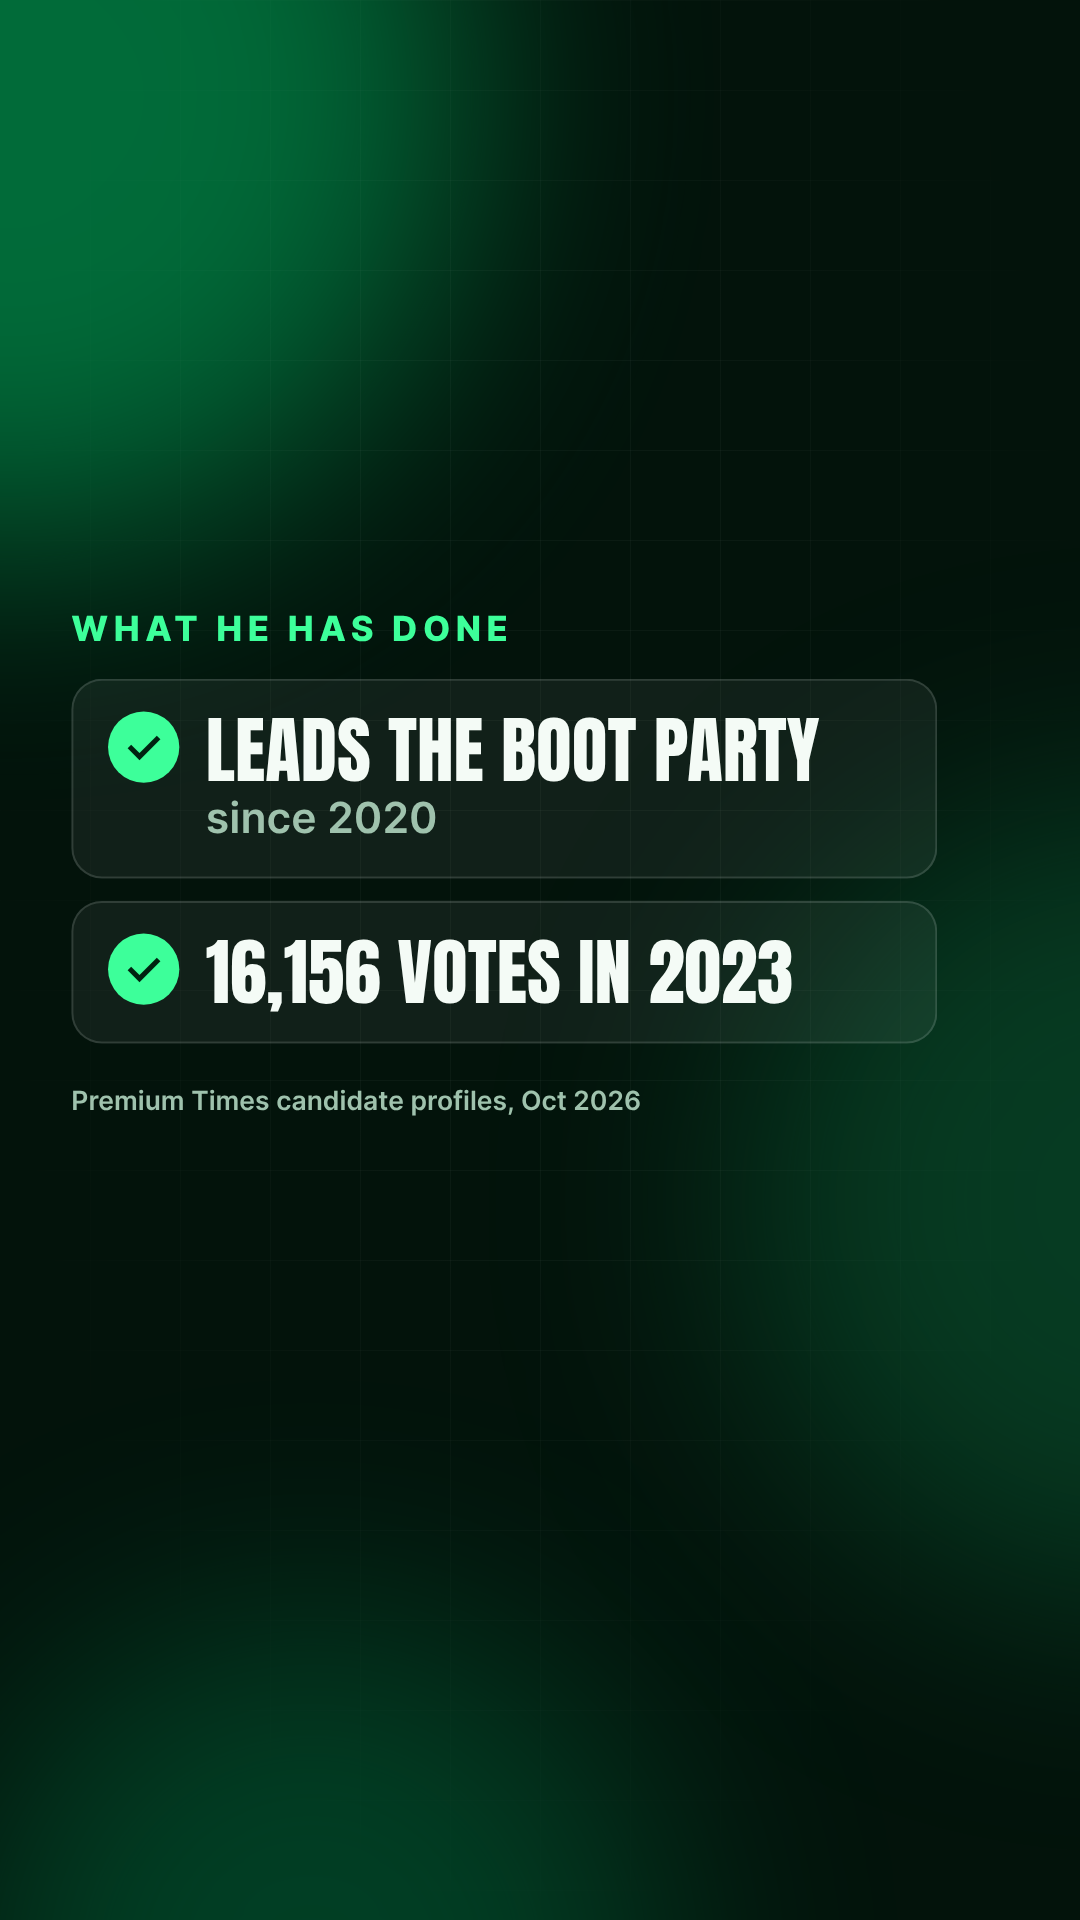 WHAT HE HAS DONE
LEADS THE BOOT PARTY
since 2020
16,156 VOTES IN 2023
Premium Times candidate profiles, Oct 2026